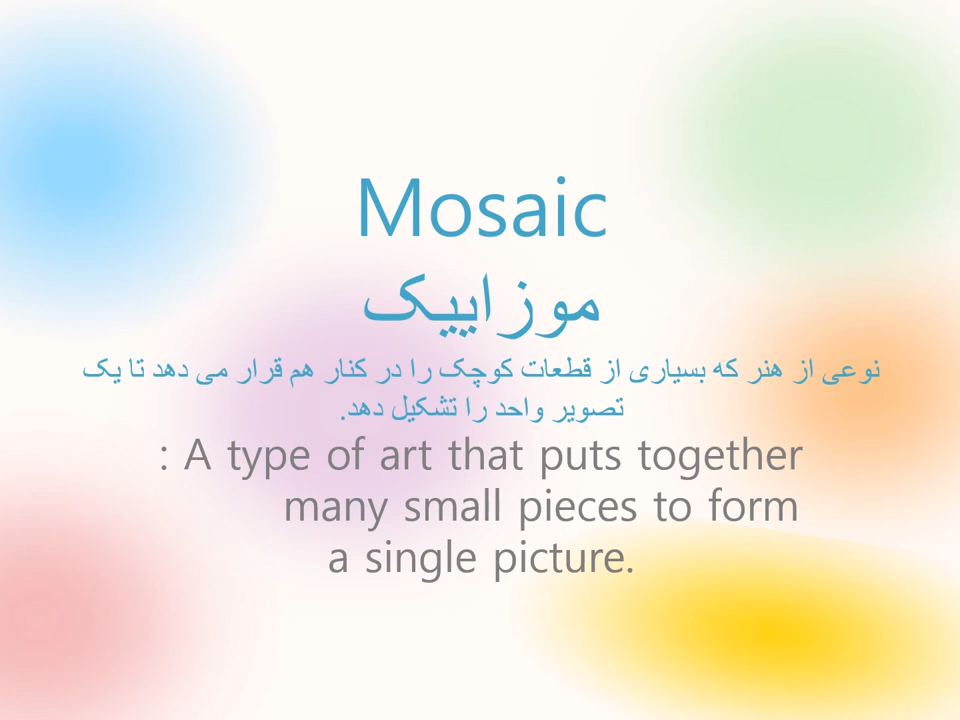 Mosaic
موزاییک
نوعی از هنر که بسیاری از قطعات کوچک را در کنار هم قرار می دهد تا یک
تصویر واحد را تشکیل دهد.
: A type of art that puts together
many small pieces to form
a single picture.